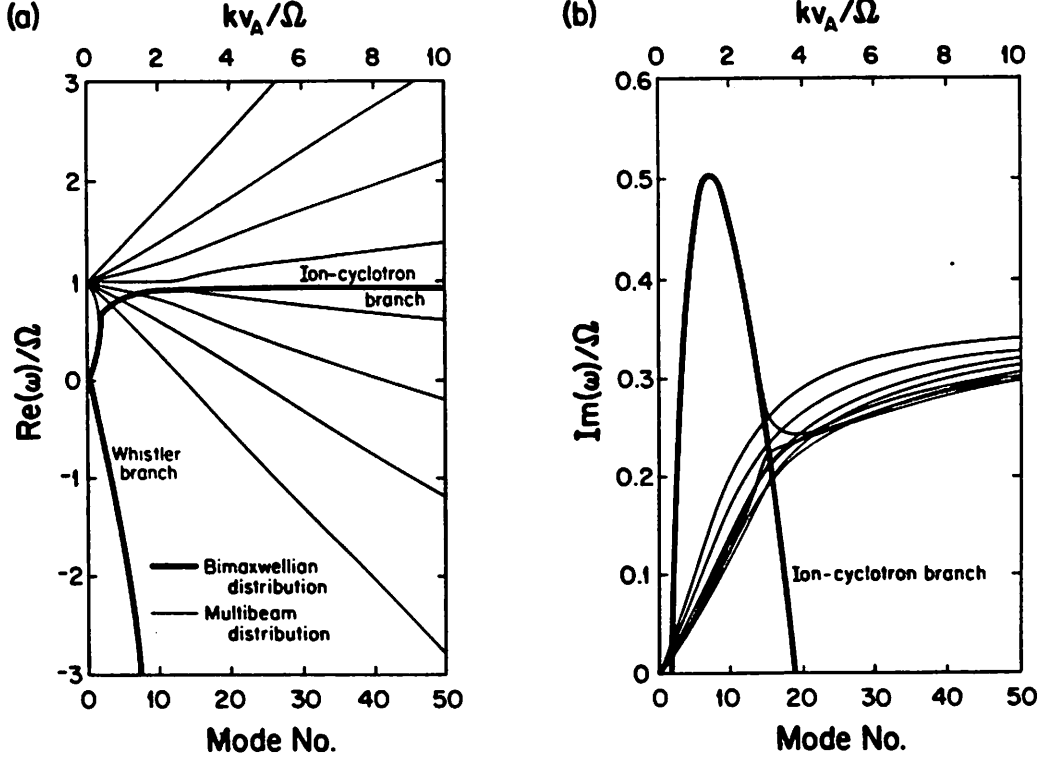 (a)
kv_A/Ω
0 2 4 6 8 10
3
2
1
0
-1
-2
-3
Re(ω)/Ω
Ion-cyclotron
branch
Whistler
branch
Bimaxwellian
distribution
Multibeam
distribution
0 10 20 30 40 50
Mode No.
(b)
kv_A/Ω
0 2 4 6 8 10
0.6
0.5
0.4
0.3
0.2
0.1
0
Im(ω)/Ω
Ion-cyclotron branch
0 10 20 30 40 50
Mode No.